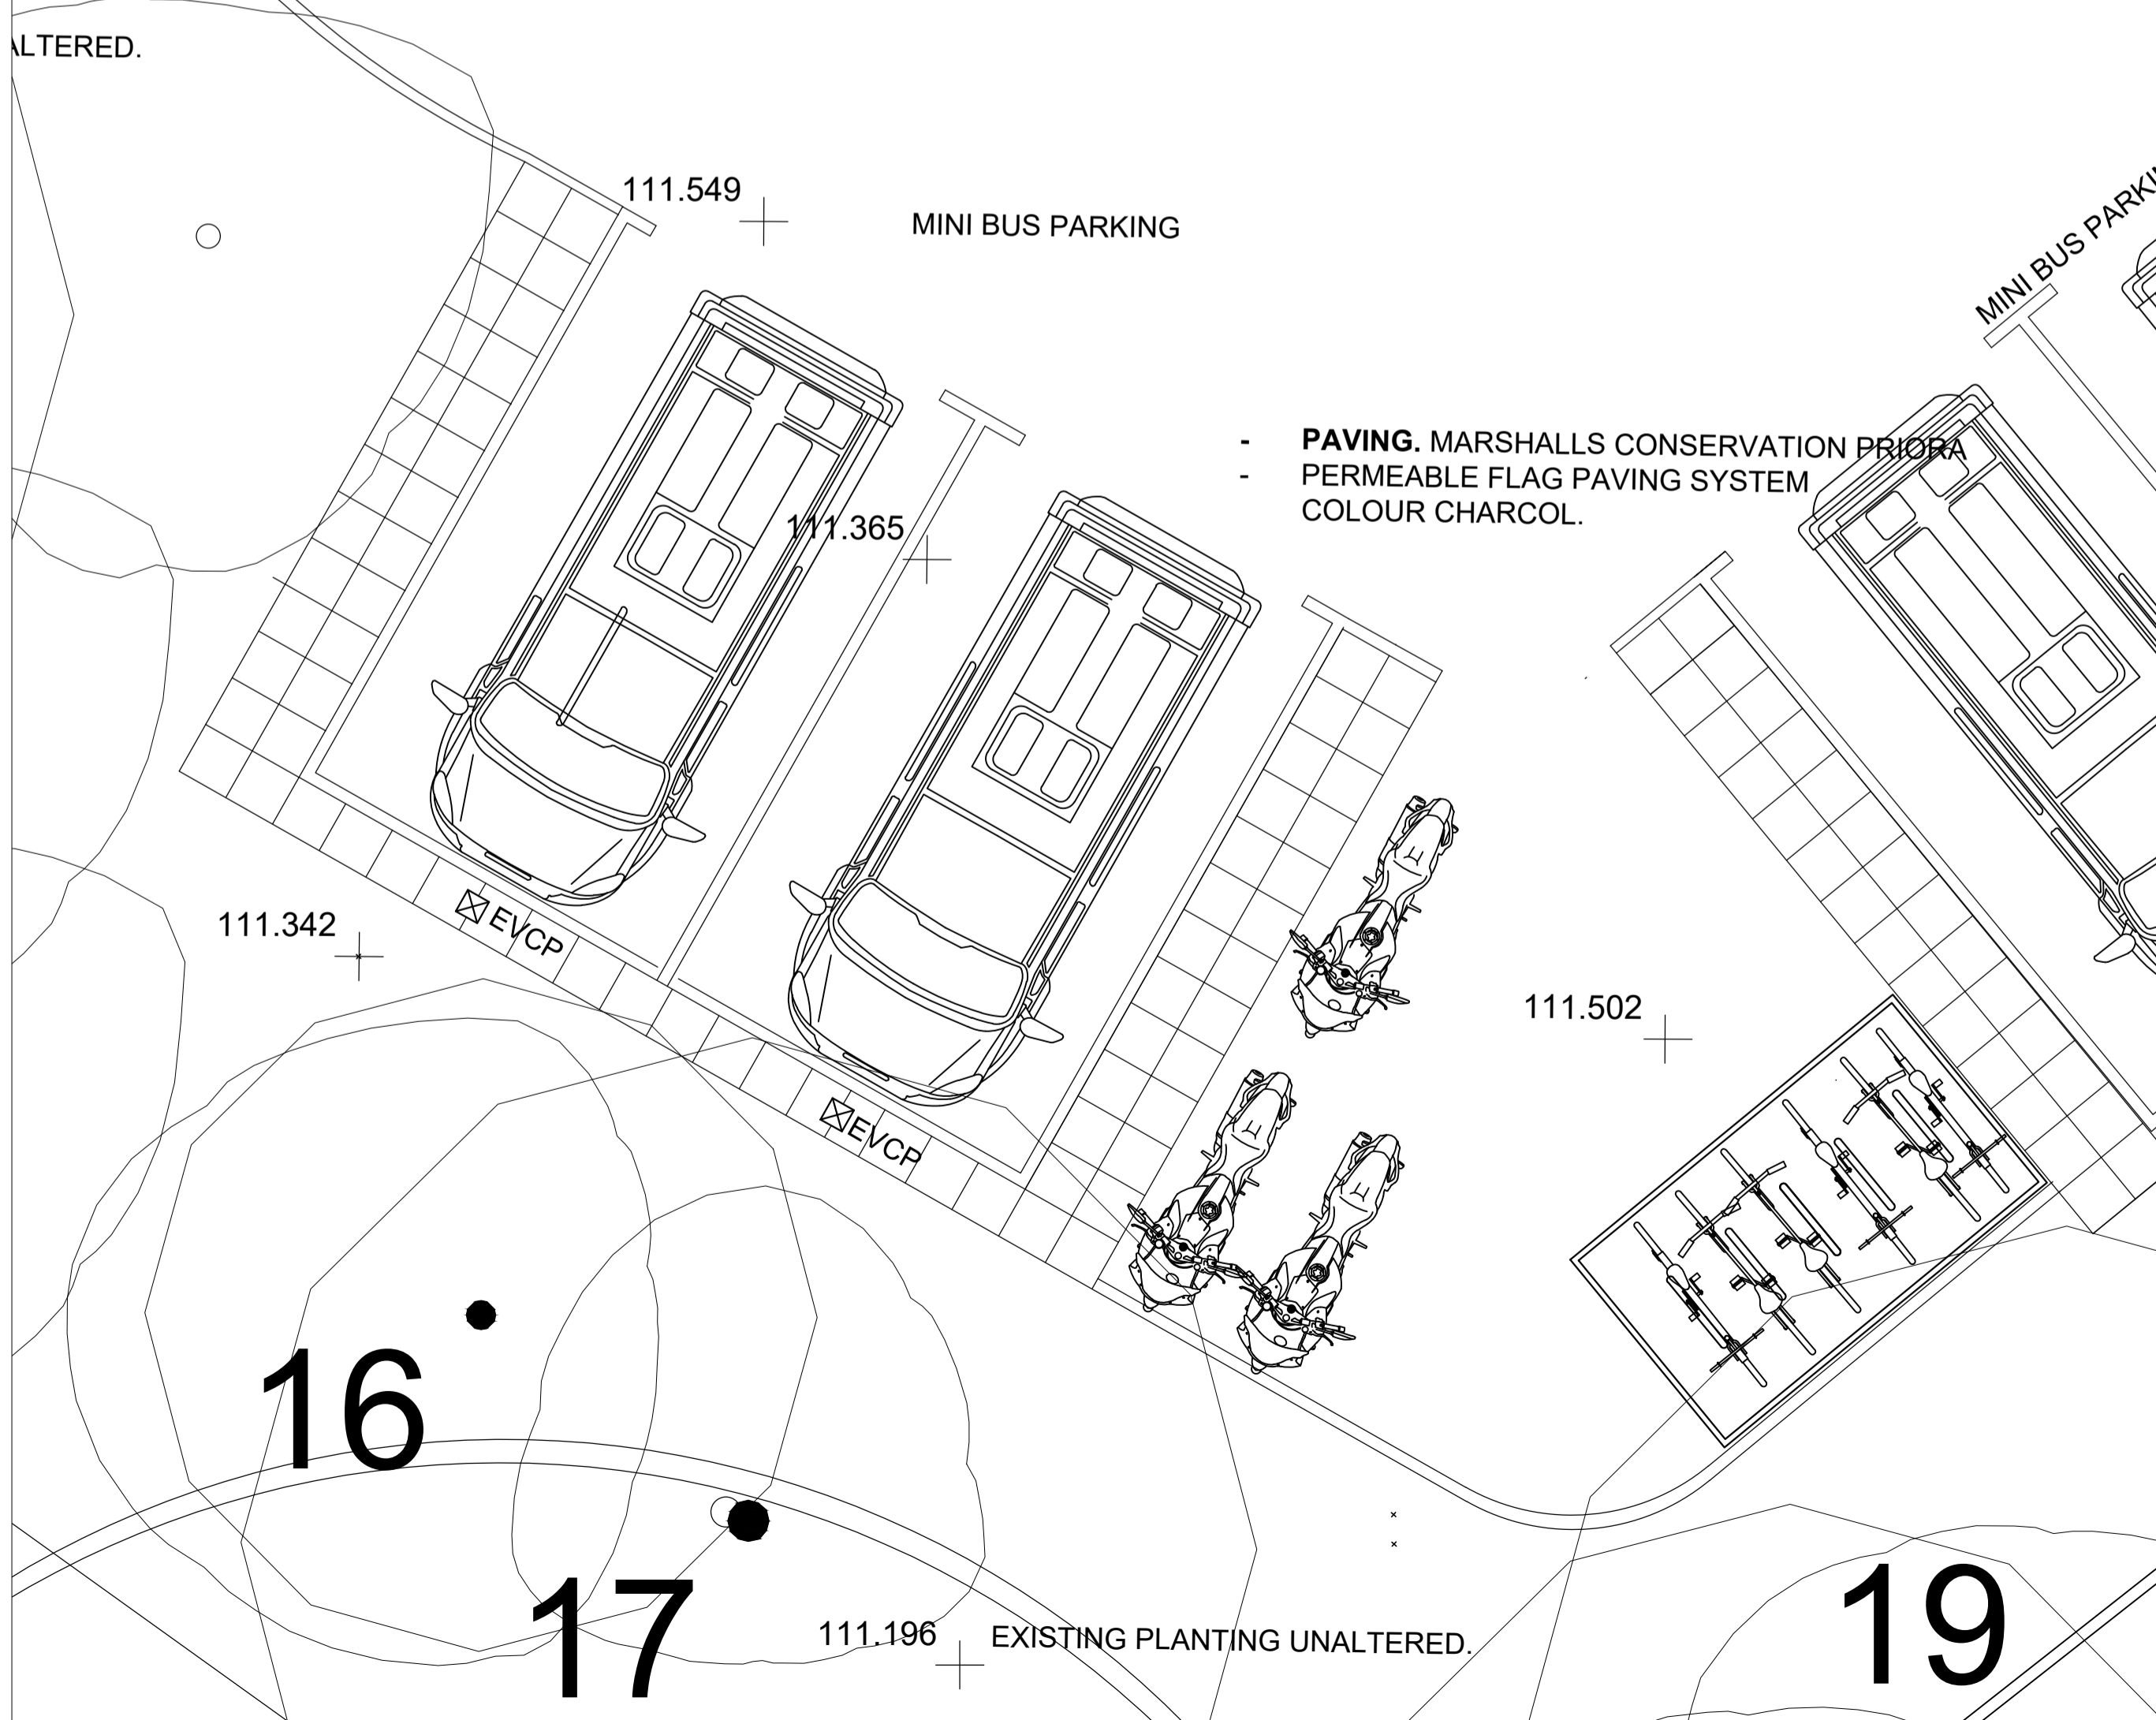 ALTERED.
111.549
MINI BUS PARKING
MINI BUS
- PAVING. MARSHALLS CONSERVATION PRIORA
- PERMEABLE FLAG PAVING SYSTEM
COLOUR CHARCOL.
111.365
111.342
EVCP
111.502
EVCP
16
17
19
111.196
EXISTING PLANTING UNALTERED.